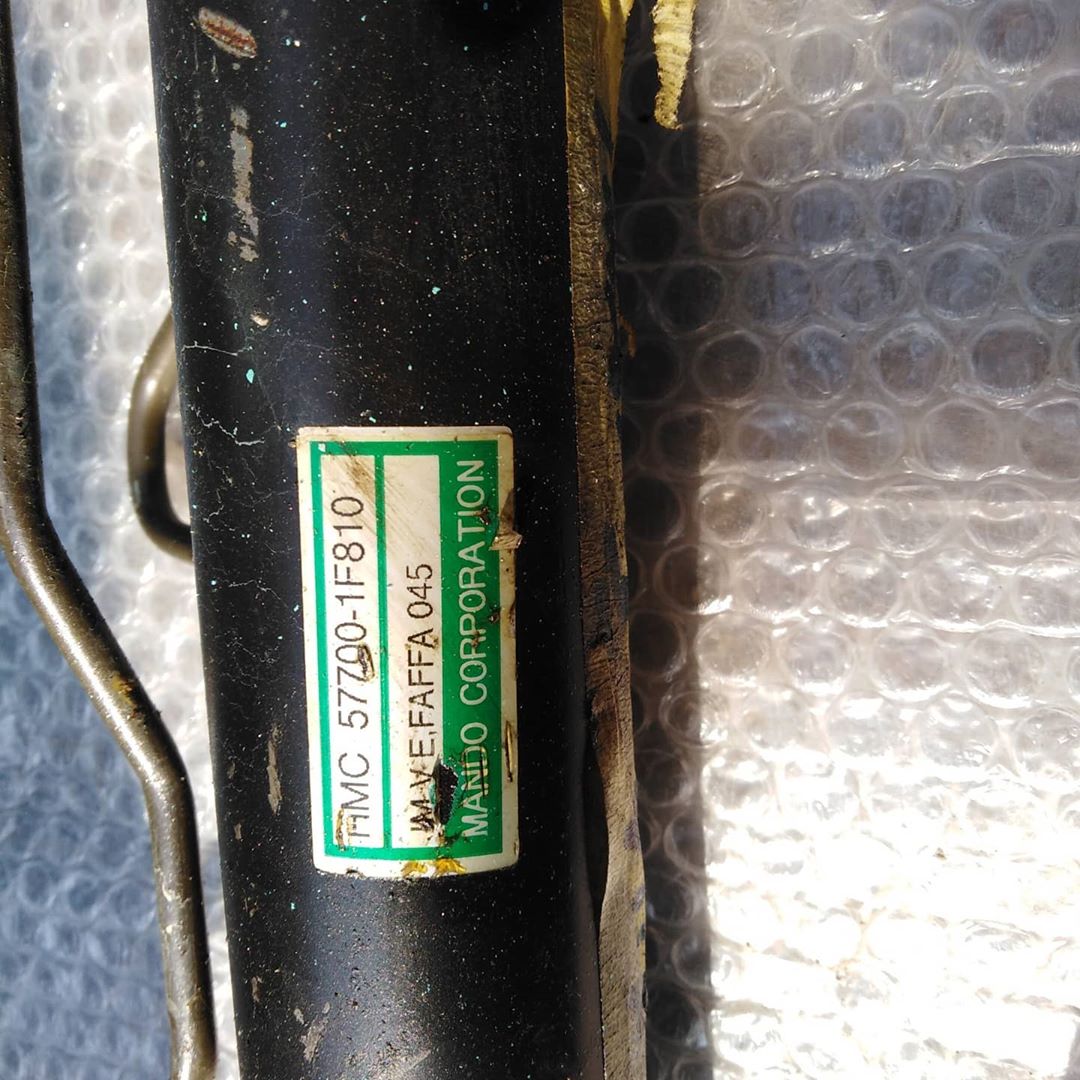 HMC 57700-1F810
E,FAFFA 045
MANDO CORPORATION